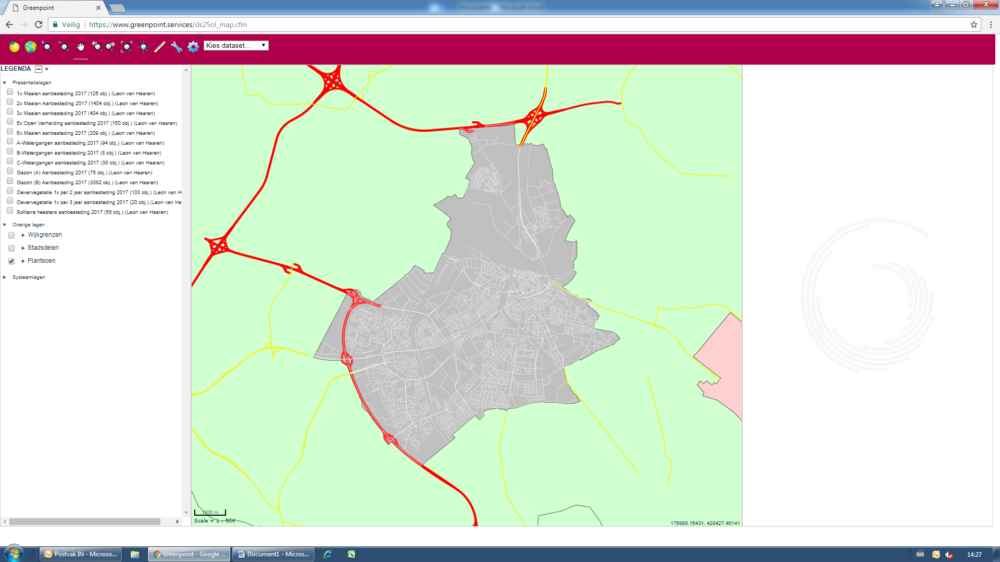 Greenpoint
Veilig
https://www.greenpoint.services/ds25ol_map.cfm
Kies dataset...
LEGENDA
Presentatielagen
1x Maaien aanbesteding 2017 (125 obj.) (Leon van Haaren)
2x Maaien Aanbesteding 2017 (1404 obj.) (Leon van Haaren)
3x Maaien aanbesteding 2017 (404 obj.) (Leon van Haaren)
5x Open Verharding aanbesteding 2017 (150 obj.) (Leon van Haaren)
6x Maaien aanbesteding 2017 (209 obj.) (Leon van Haaren)
A-Watergangen aanbesteding 2017 (94 obj.) (Leon van Haaren)
B-Watergangen aanbesteding 2017 (8 obj.) (Leon van Haaren)
C-Watergangen aanbesteding 2017 (38 obj.) (Leon van Haaren)
Gazon (A) Aanbesteding 2017 (75 obj.) (Leon van Haaren)
Gazon (B) Aanbesteding 2017 (3382 obj.) (Leon van Haaren)
Oevervegetatie 1x per 2 jaar aanbesteding 2017 (133 obj.) (Leon van H
Oevervegetatie 1x per 3 jaar aanbesteding 2017 (20 obj.) (Leon van Ha
Solitaire heesters aanbesteding 2017 (56 obj.) (Leon van Haaren)
Overige lagen
Wijkgrenzen
Stadsdelen
Plantsoen
Systeemlagen
1000 m
Scale = 1 : 50K
176898.15431, 428427.46141
Postvak IN - Microso...
Greenpoint - Google ...
Document1 - Micros...
14:27